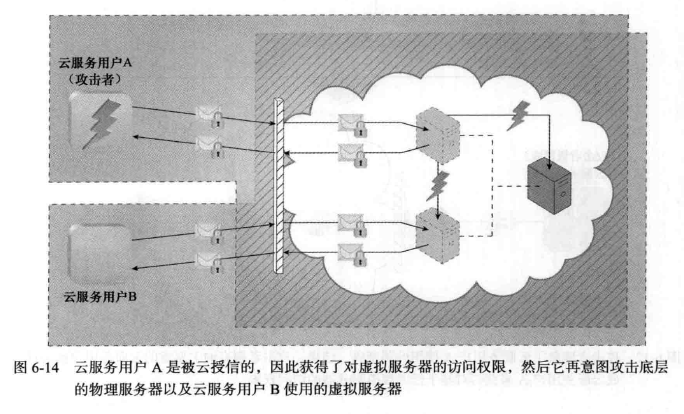 云服务用户A
（攻击者）
云服务用户B
图 6-14 云服务用户 A 是被云授信的，因此获得了对虚拟服务器的访问权限，然后它再意图攻击底层
的物理服务器以及云服务用户 B 使用的虚拟服务器